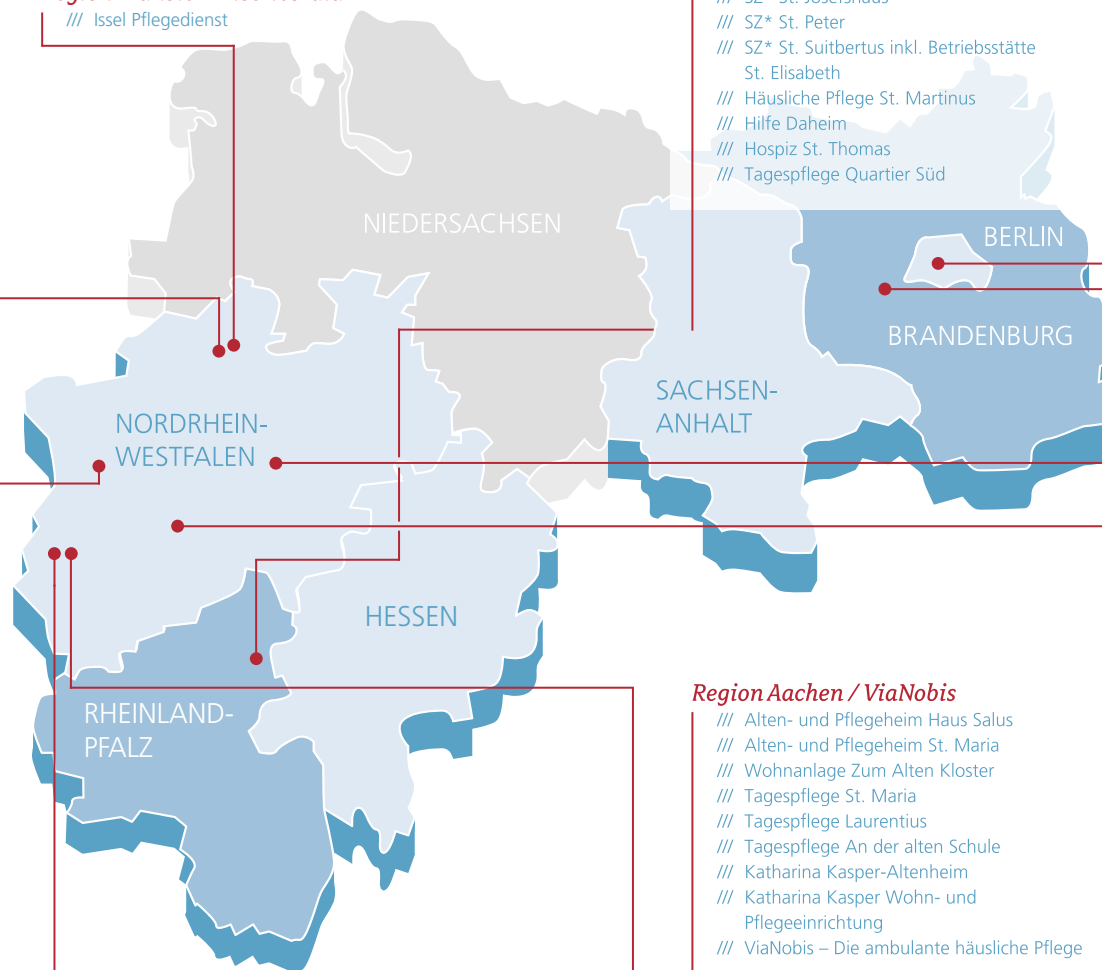 /// Issel Pflegedienst
/// SZ* St. Josefshaus
/// SZ* St. Peter
/// SZ* St. Suitbertus inkl. Betriebsstätte
St. Elisabeth
/// Häusliche Pflege St. Martinus
/// Hilfe Daheim
/// Hospiz St. Thomas
/// Tagespflege Quartier Süd
NIEDERSACHSEN
BERLIN
BRANDENBURG
SACHSEN-
ANHALT
NORDRHEIN-
WESTFALEN
HESSEN
RHEINLAND-
PFALZ
Region Aachen / ViaNobis
/// Alten- und Pflegeheim Haus Salus
/// Alten- und Pflegeheim St. Maria
/// Wohnanlage Zum Alten Kloster
/// Tagespflege St. Maria
/// Tagespflege Laurentius
/// Tagespflege An der alten Schule
/// Katharina Kasper-Altenheim
/// Katharina Kasper Wohn- und
Pflegeeinrichtung
/// ViaNobis – Die ambulante häusliche Pflege